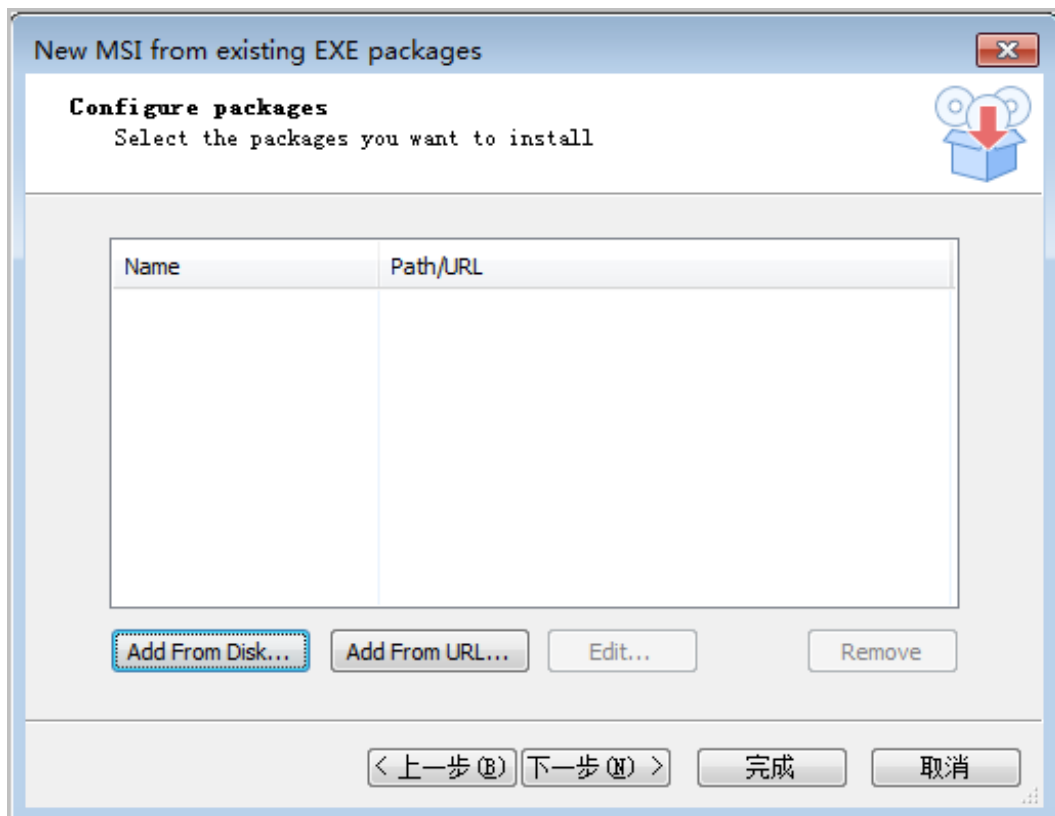 New MSI from existing EXE packages
Configure packages
Select the packages you want to install
Name Path/URL
Add From Disk... Add From URL... Edit... Remove
< 上一步(B) 下一步(N) > 完成 取消